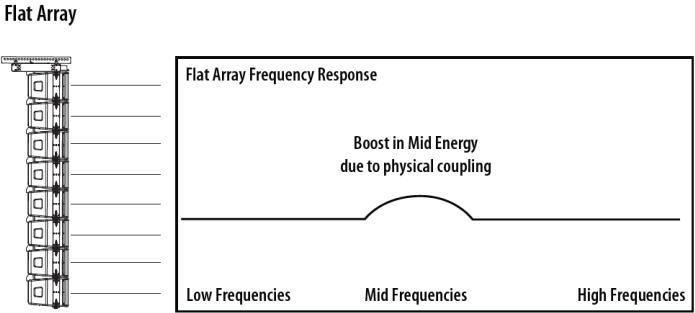 Flat Array
Flat Array Frequency Response
Boost in Mid Energy
due to physical coupling
Low Frequencies
Mid Frequencies
High Frequencies